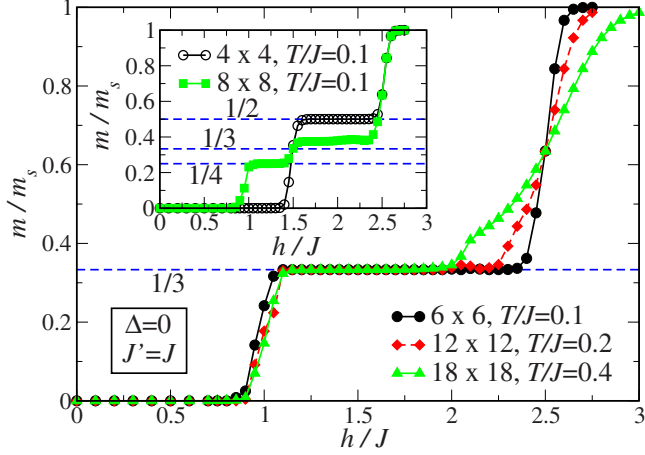 1
0.8
0.6
0.4
0.2
0
m/m_s
0 0.5 1 1.5 2 2.5 3
h/J
1/3
Δ=0
J'=J
6 x 6, T/J=0.1
12 x 12, T/J=0.2
18 x 18, T/J=0.4
1
0.8
0.6
0.4
0.2
0
m/m_s
0 0.5 1 1.5 2 2.5 3
h/J
4 x 4, T/J=0.1
8 x 8, T/J=0.1
1/2
1/3
1/4